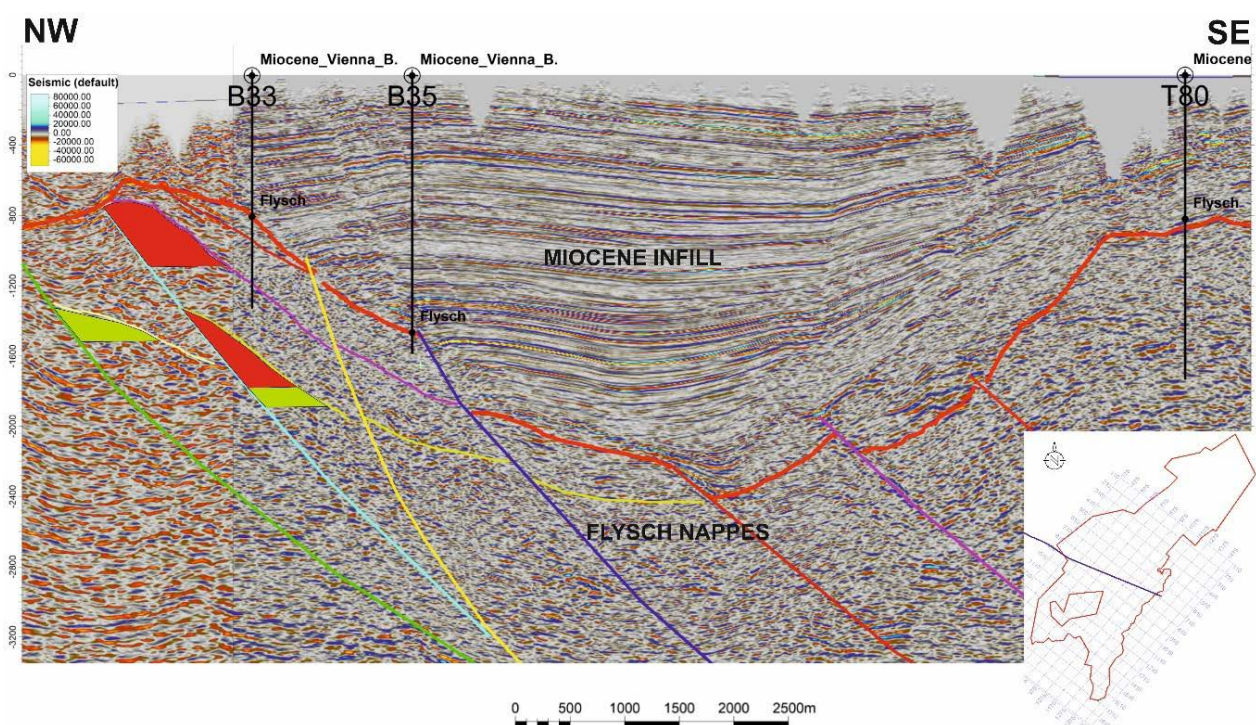 NW
SE
Miocene_Vienna_B.
Miocene_Vienna_B.
Miocene
B33
B35
T80
Seismic (default)
80000.00
60000.00
40000.00
20000.00
0.00
-20000.00
-40000.00
-60000.00
0
-400
-800
-1200
-1600
-2000
-2400
-2800
-3200
Flysch
Flysch
Flysch
MIOCENE INFILL
FLYSCH NAPPES
N
0 500 1000 1500 2000 2500m